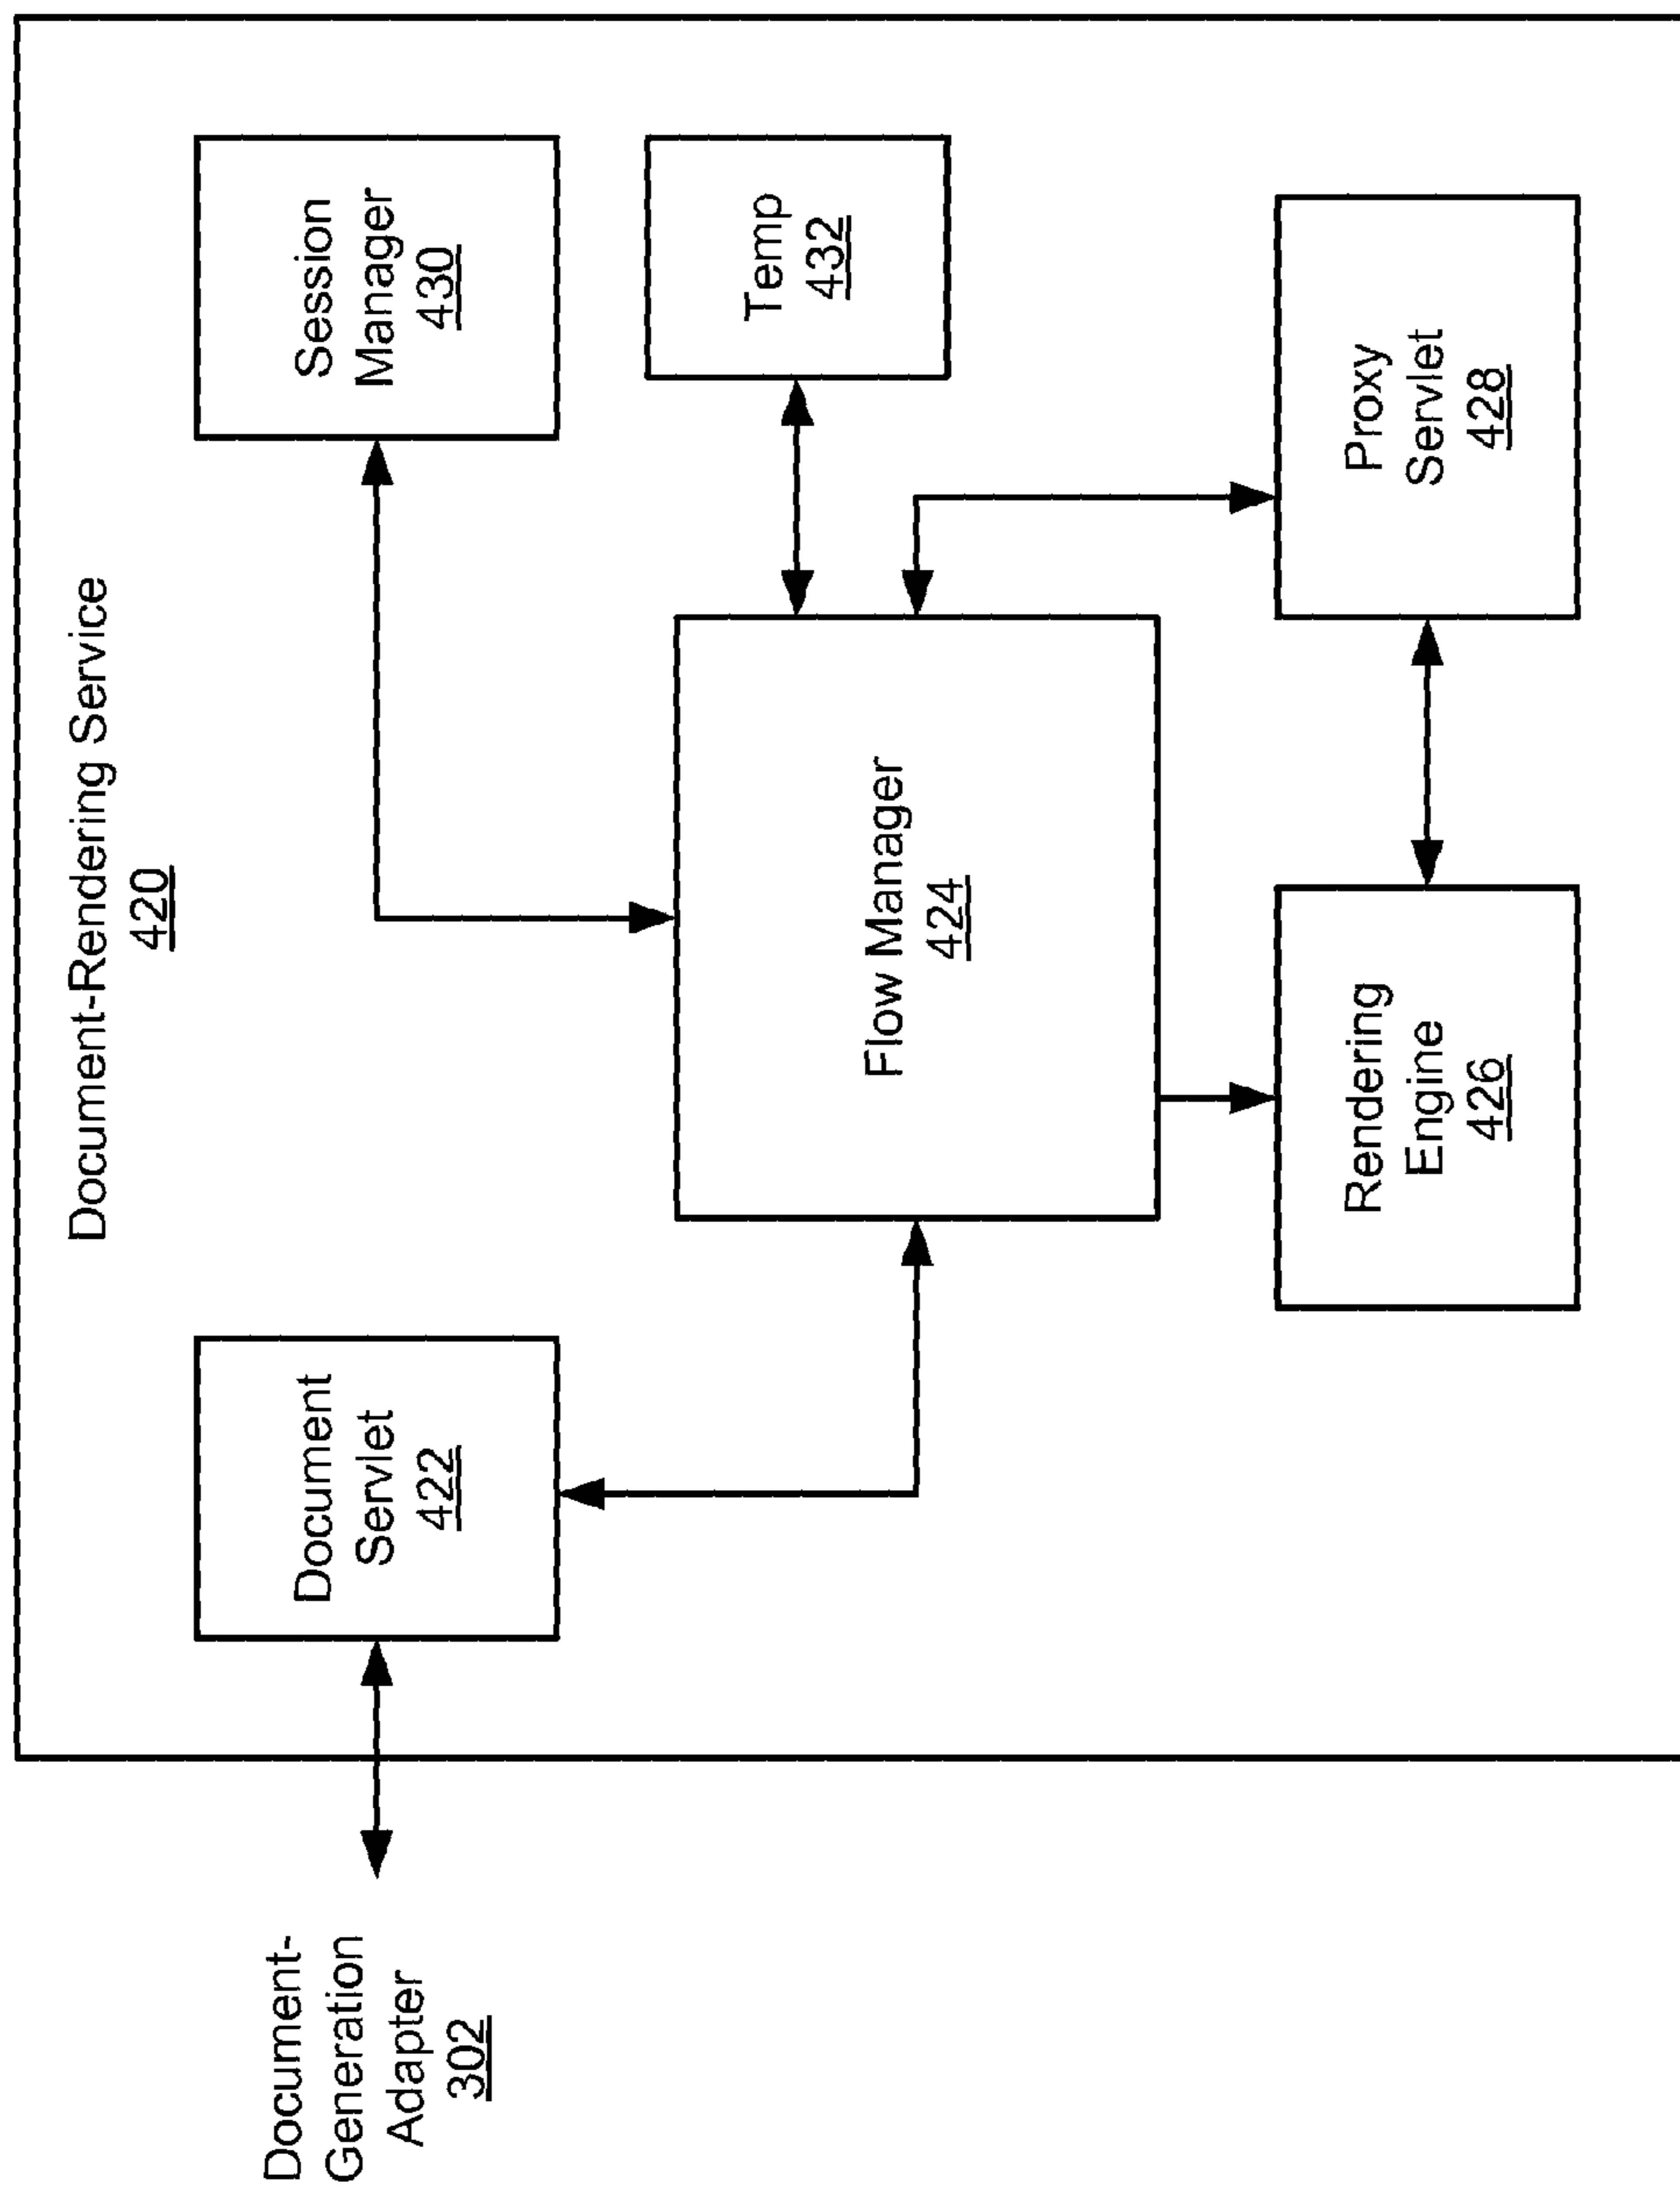 Document-Rendering Service
420
Document-
Generation
Adapter
302
Document
Servlet
422
Session
Manager
430
Flow Manager
424
Temp
432
Rendering
Engine
426
Proxy
Servlet
428